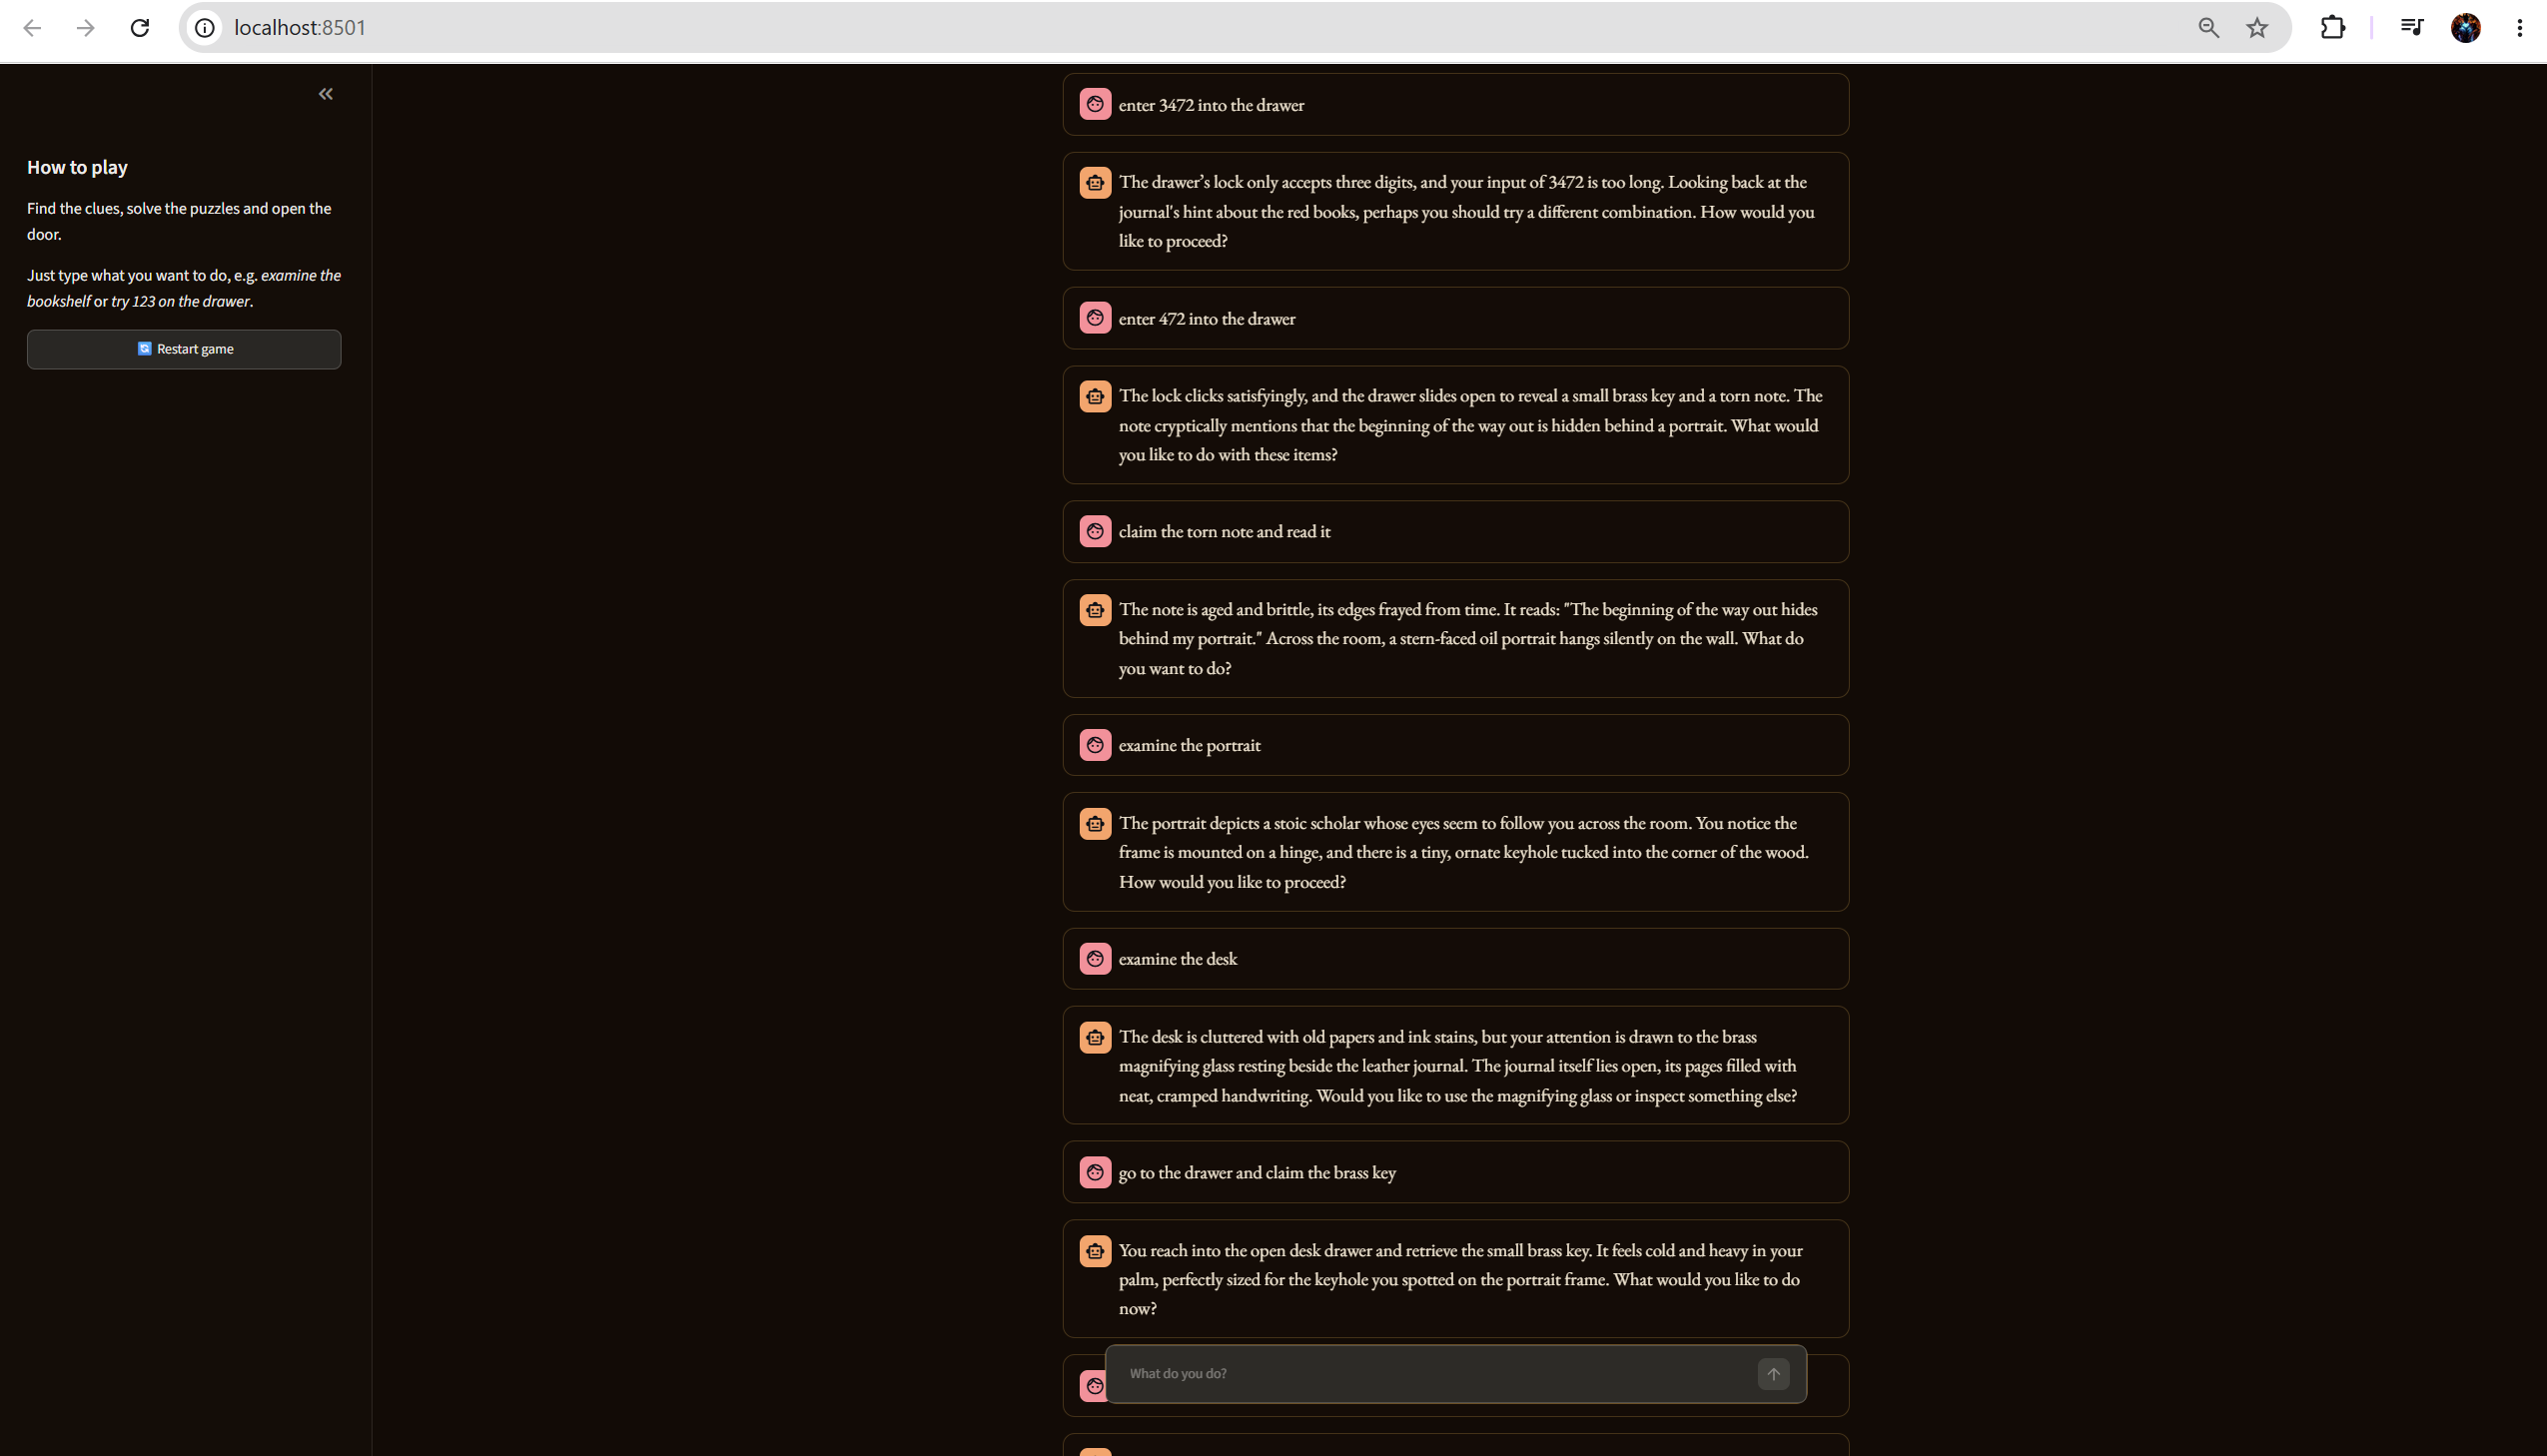 localhost:8501
How to play
Find the clues, solve the puzzles and open the
door.
Just type what you want to do, e.g. examine the
bookshelf or try 123 on the drawer.
Restart game
enter 3472 into the drawer
The drawer’s lock only accepts three digits, and your input of 3472 is too long. Looking back at the
journal's hint about the red books, perhaps you should try a different combination. How would you
like to proceed?
enter 472 into the drawer
The lock clicks satisfyingly, and the drawer slides open to reveal a small brass key and a torn note. The
note cryptically mentions that the beginning of the way out is hidden behind a portrait. What would
you like to do with these items?
claim the torn note and read it
The note is aged and brittle, its edges frayed from time. It reads: "The beginning of the way out hides
behind my portrait." Across the room, a stern-faced oil portrait hangs silently on the wall. What do
you want to do?
examine the portrait
The portrait depicts a stoic scholar whose eyes seem to follow you across the room. You notice the
frame is mounted on a hinge, and there is a tiny, ornate keyhole tucked into the corner of the wood.
How would you like to proceed?
examine the desk
The desk is cluttered with old papers and ink stains, but your attention is drawn to the brass
magnifying glass resting beside the leather journal. The journal itself lies open, its pages filled with
neat, cramped handwriting. Would you like to use the magnifying glass or inspect something else?
go to the drawer and claim the brass key
You reach into the open desk drawer and retrieve the small brass key. It feels cold and heavy in your
palm, perfectly sized for the keyhole you spotted on the portrait frame. What would you like to do
now?
What do you do?